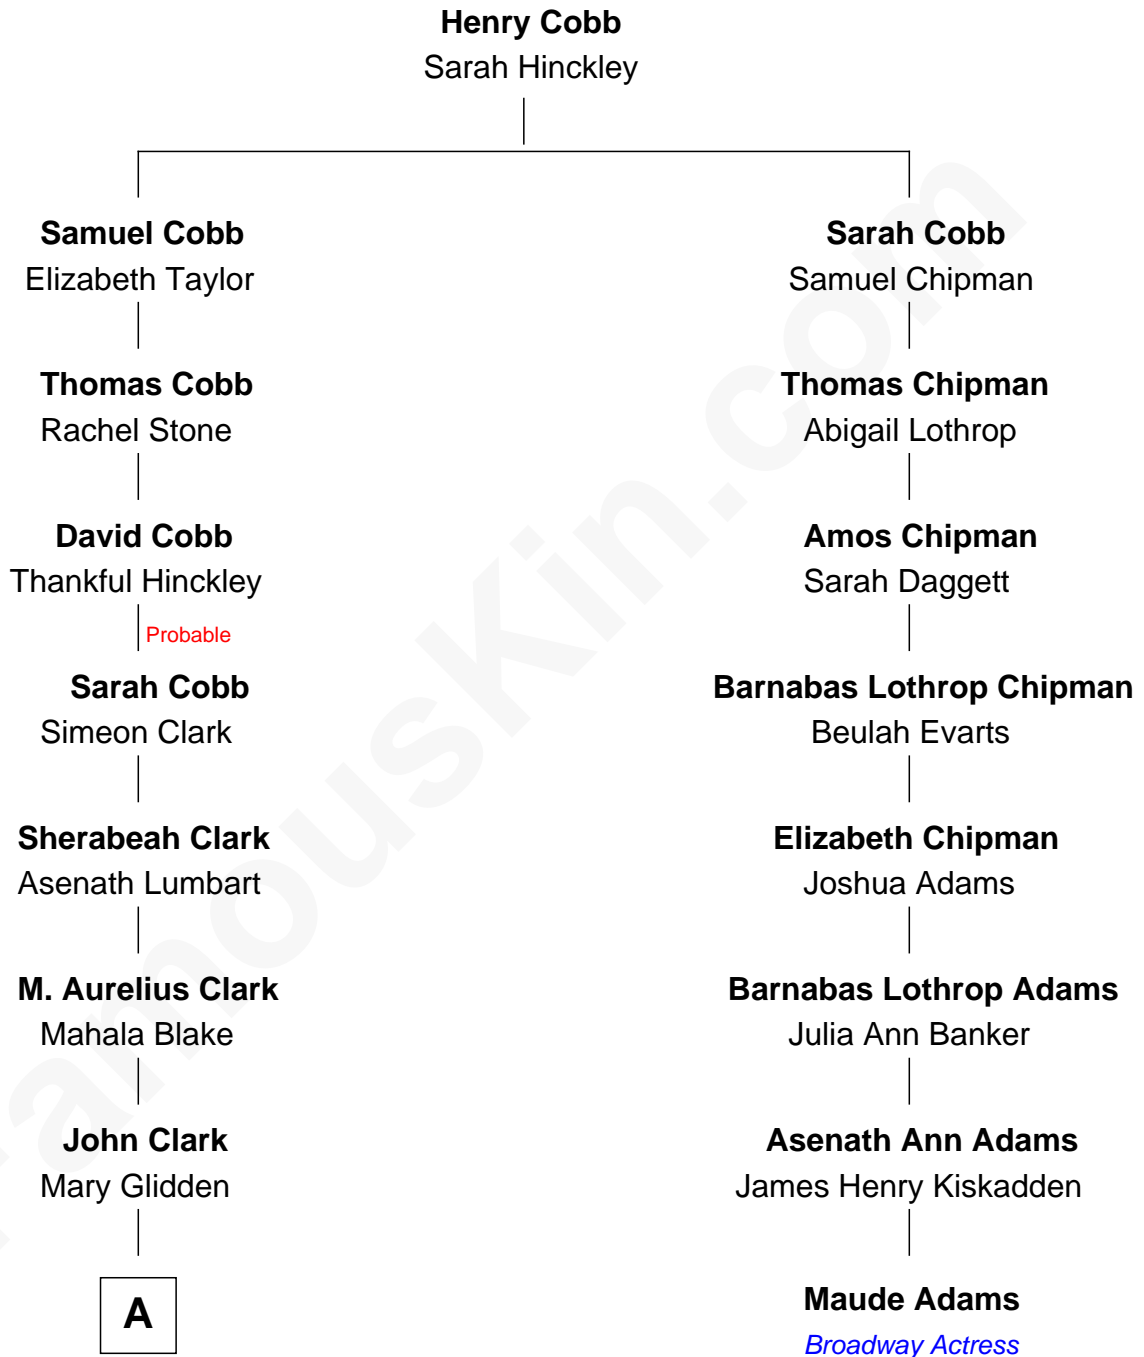 Henry Cobb
Sarah Hinckley
Samuel Cobb
Elizabeth Taylor
Sarah Cobb
Samuel Chipman
Thomas Cobb
Rachel Stone
Thomas Chipman
Abigail Lothrop
David Cobb
Thankful Hinckley
Amos Chipman
Sarah Daggett
Probable
Sarah Cobb
Simeon Clark
Barnabas Lothrop Chipman
Beulah Evarts
Sherabeah Clark
Asenath Lumbart
Elizabeth Chipman
Joshua Adams
M. Aurelius Clark
Mahala Blake
Barnabas Lothrop Adams
Julia Ann Banker
John Clark
Mary Glidden
Asenath Ann Adams
James Henry Kiskadden
A
Maude Adams
Broadway Actress
FamousKin.com